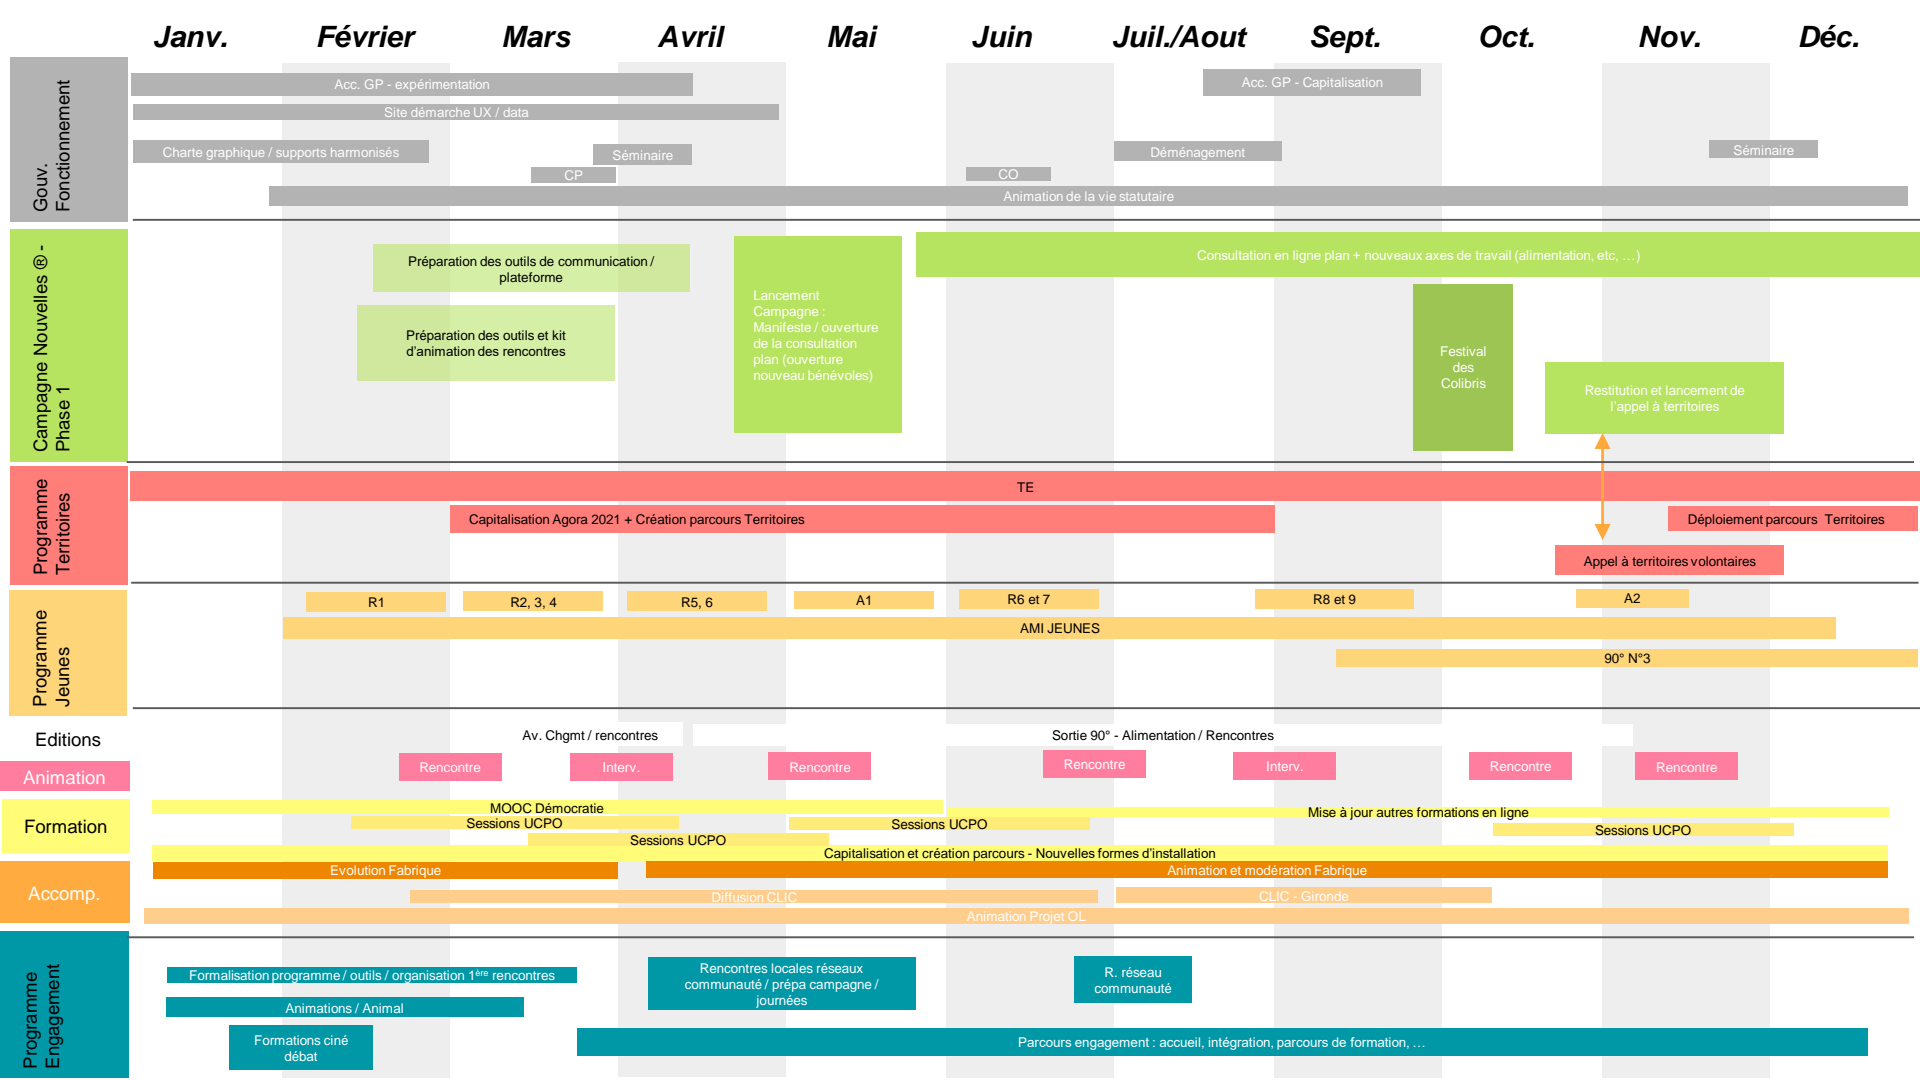 Janv. Février Mars Avril Mai Juin Juil./Aout Sept. Oct. Nov. Déc.
Gouv.
Fonctionnement
Acc. GP - expérimentation
Acc. GP - Capitalisation
Site démarche UX / data
Charte graphique / supports harmonisés
Séminaire
Déménagement
Séminaire
CP
CO
Animation de la vie statutaire
Campagne Nouvelles ® -
Phase 1
Préparation des outils de communication /
plateforme
Préparation des outils et kit
d'animation des rencontres
Lancement
Campagne :
Manifeste / ouverture
de la consultation
plan (ouverture
nouveau bénévoles)
Consultation en ligne plan + nouveaux axes de travail (alimentation, etc, …)
Festival
des
Colibris
Restitution et lancement de
l'appel à territoires
Programme
Territoires
TE
Capitalisation Agora 2021 + Création parcours Territoires
Déploiement parcours Territoires
Appel à territoires volontaires
Programme
Jeunes
R1
R2, 3, 4
R5, 6
A1
R6 et 7
R8 et 9
A2
AMI JEUNES
90° N°3
Editions
Av. Chgmt / rencontres
Sortie 90° - Alimentation / Rencontres
Animation
Rencontre
Interv.
Rencontre
Rencontre
Interv.
Rencontre
Rencontre
Formation
MOOC Démocratie
Mise à jour autres formations en ligne
Sessions UCPO
Sessions UCPO
Sessions UCPO
Sessions UCPO
Capitalisation et création parcours - Nouvelles formes d'installation
Accomp.
Evolution Fabrique
Animation et modération Fabrique
Diffusion CLIC
CLIC - Gironde
Animation Projet OL
Programme
Engagement
Formalisation programme / outils / organisation 1ère rencontres
Animations / Animal
Formations ciné
débat
Rencontres locales réseaux
communauté / prépa campagne /
journées
R. réseau
communauté
Parcours engagement : accueil, intégration, parcours de formation, …